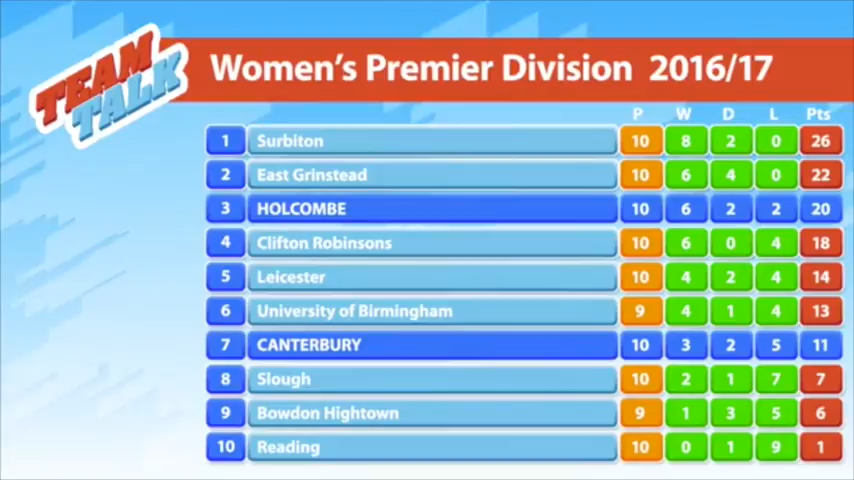 TEAM
TALK
Women's Premier Division 2016/17
P W D L Pts
1 Surbiton 10 8 2 0 26
2 East Grinstead 10 6 4 0 22
3 HOLCOMBE 10 6 2 2 20
4 Clifton Robinsons 10 6 0 4 18
5 Leicester 10 4 2 4 14
6 University of Birmingham 9 4 1 4 13
7 CANTERBURY 10 3 2 5 11
8 Slough 10 2 1 7 7
9 Bowdon Hightown 9 1 3 5 6
10 Reading 10 0 1 9 1